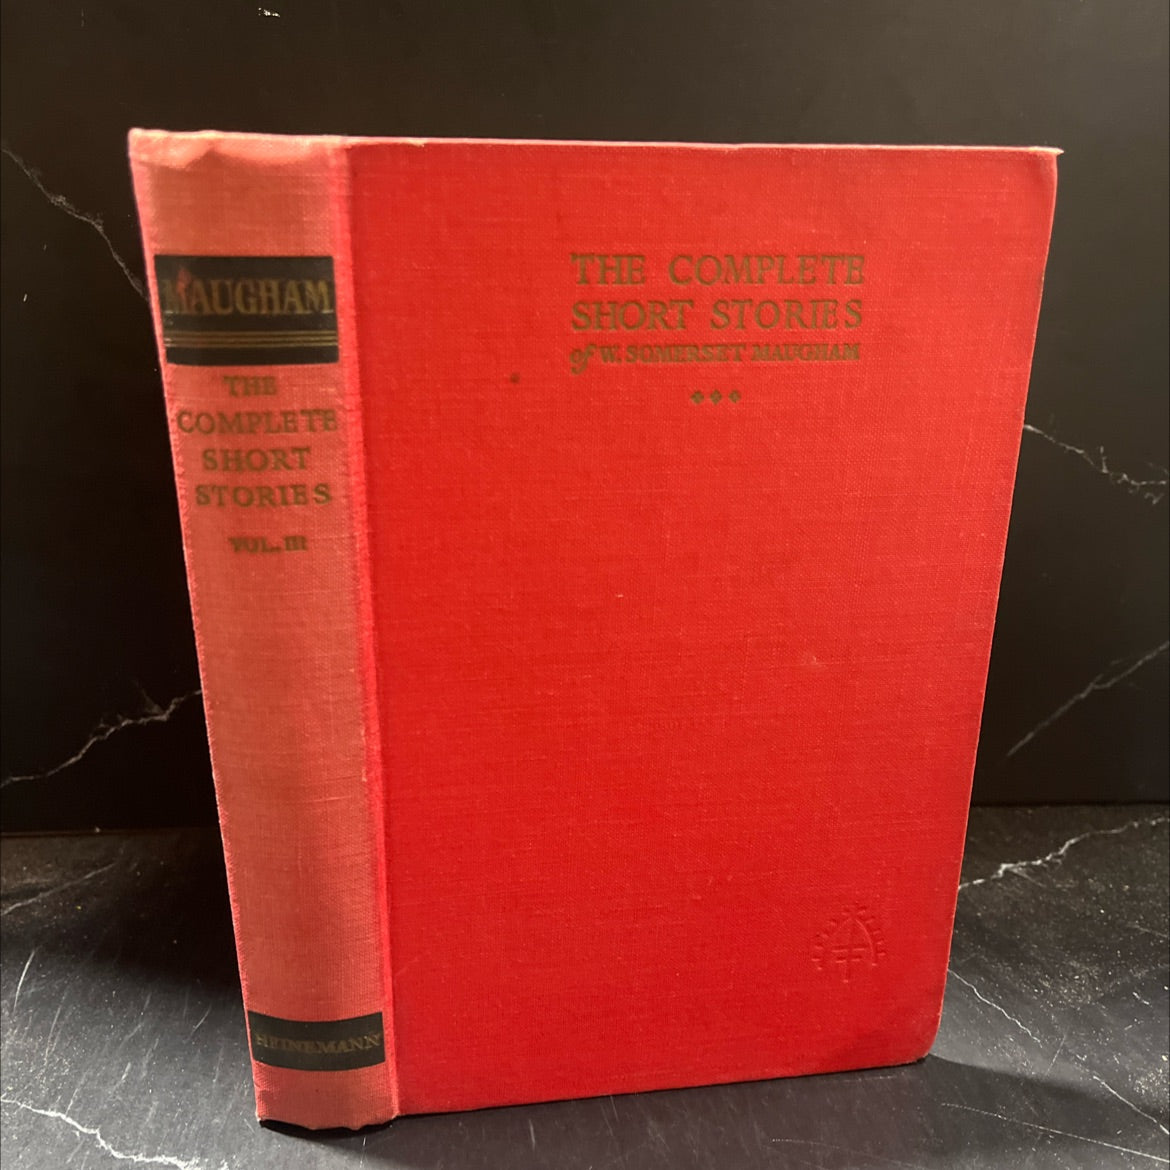 MAUGHAM
THE
COMPLETE
SHORT
STORIES
VOL. III
HEINEMANN
THE COMPLETE
SHORT STORIES
of W. SOMERSET MAUGHAM